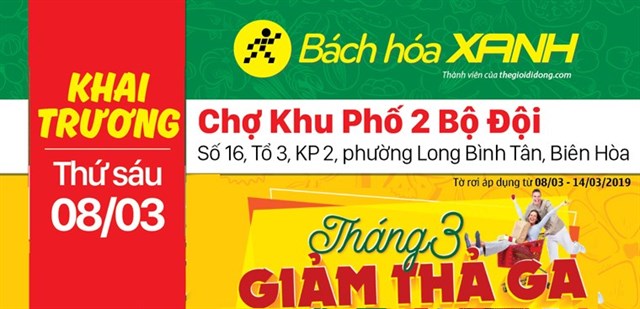 Bách hóa XANH
Thành viên của thegioididong.com
KHAI
TRƯƠNG
Thứ sáu
08/03
Chợ Khu Phố 2 Bộ Đội
Số 16, Tổ 3, KP 2, phường Long Bình Tân, Biên Hòa
Tờ rơi áp dụng từ 08/03 - 14/03/2019
Tháng 3
GIẢM THẢ GA